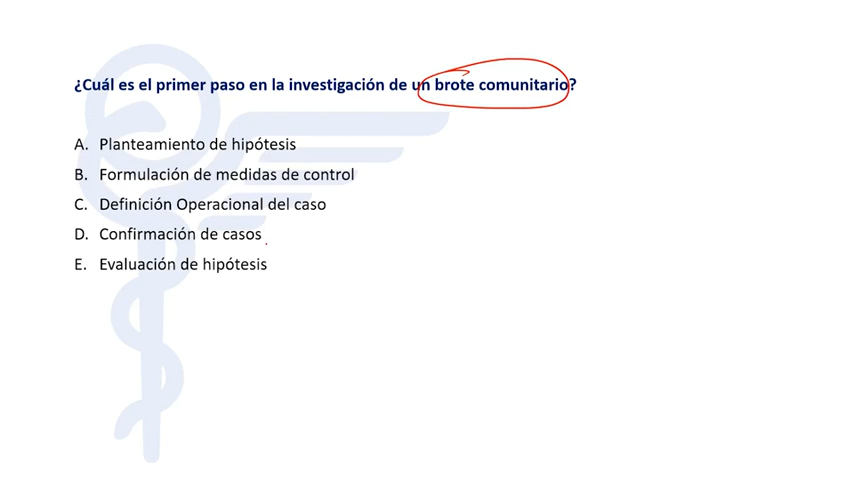 ¿Cuál es el primer paso en la investigación de un brote comunitario?
A. Planteamiento de hipótesis
B. Formulación de medidas de control
C. Definición Operacional del caso
D. Confirmación de casos
E. Evaluación de hipótesis